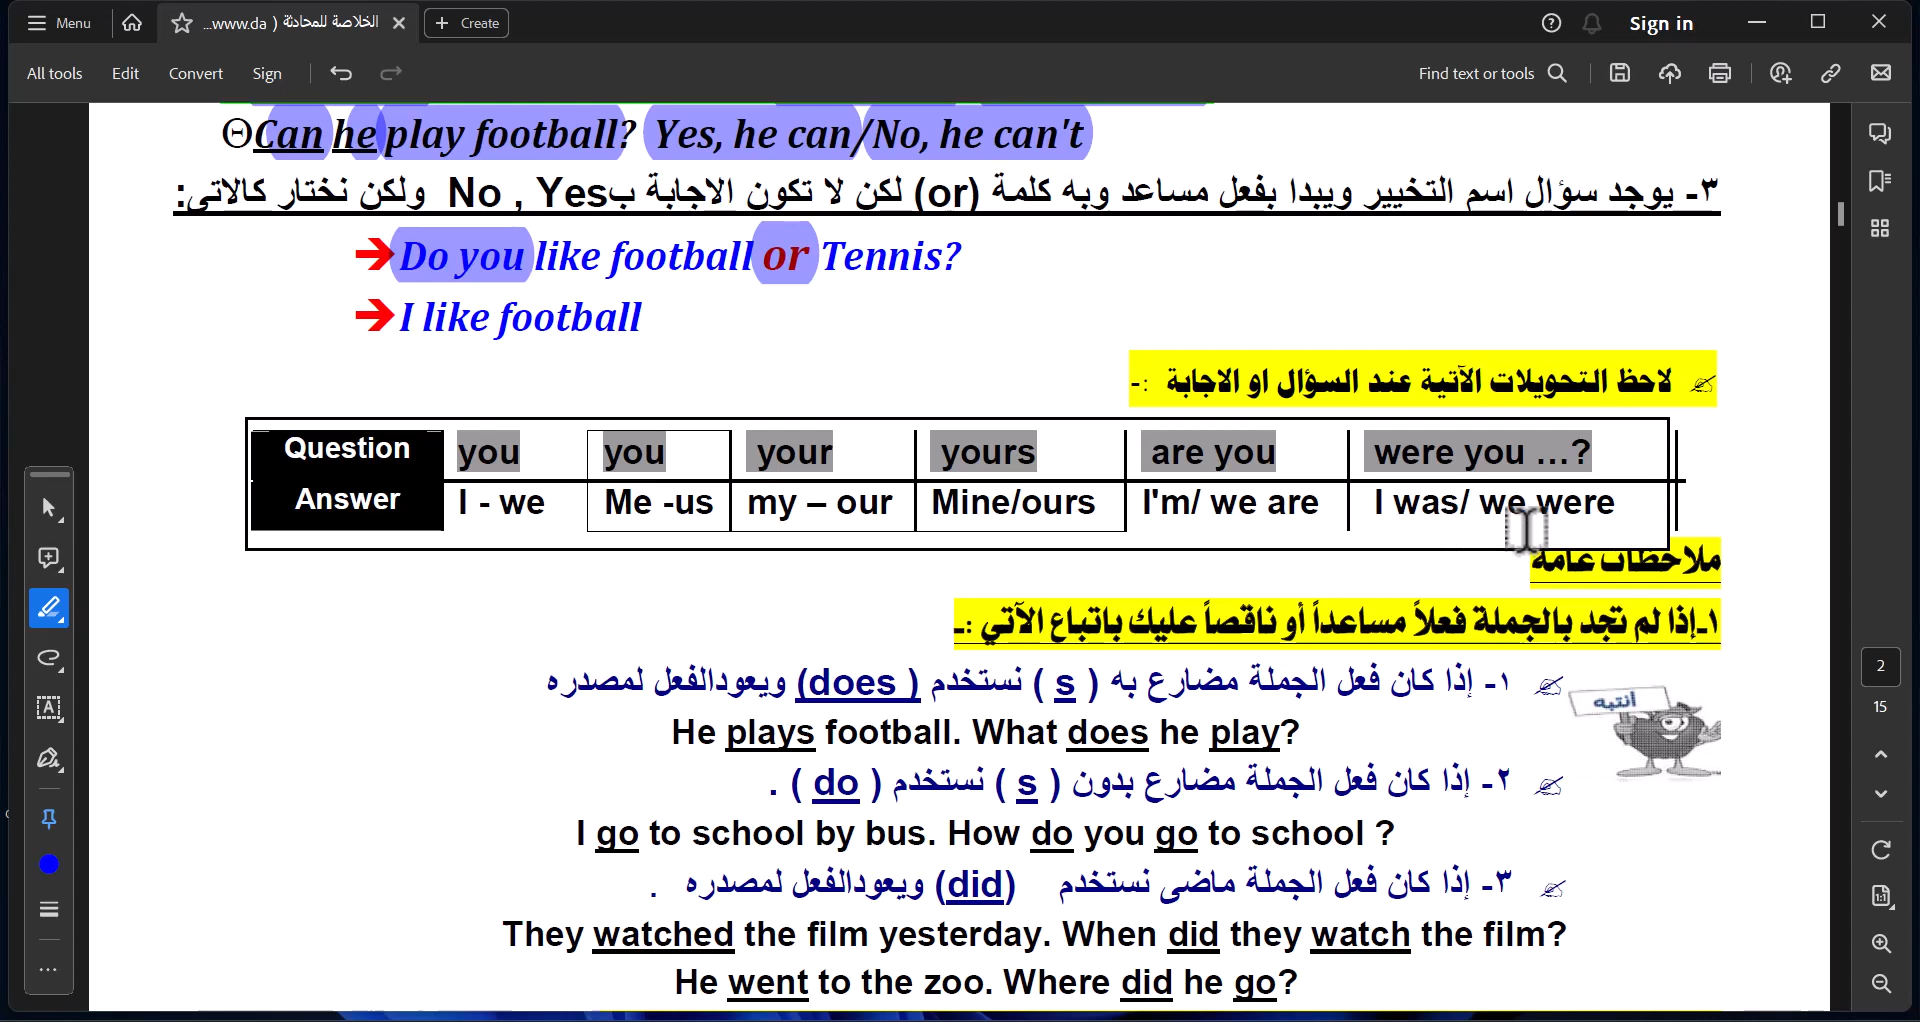 Menu
الخلاصة للمحادثة ( www.da...
Create
Sign in
All tools
Edit
Convert
Sign
Find text or tools
ΘCan he play football? Yes, he can/No, he can't
٣- يوجد سؤال اسم التخيير ويبدا بفعل مساعد وبه كلمة (or) لكن لا تكون الاجابة بNo , Yes ولكن نختار كالاتى:
➔Do you like football or Tennis?
➔I like football
لاحظ التحويلات الآتية عند السؤال او الاجابة :-
Question you you your yours are you were you …?
Answer I - we Me -us my – our Mine/ours I'm/ we are I was/ we were
ملاحظات عامة
١ـ إذا لم تجد بالجملة فعلاً مساعداً أو ناقصاً عليك باتباع الآتي :ـ
١- إذا كان فعل الجملة مضارع به ( s ) نستخدم (does ) ويعودالفعل لمصدره
انتبه
He plays football. What does he play?
٢- إذا كان فعل الجملة مضارع بدون ( s ) نستخدم ( do ) .
I go to school by bus. How do you go to school ?
٣- إذا كان فعل الجملة ماضى نستخدم (did) ويعودالفعل لمصدره .
They watched the film yesterday. When did they watch the film?
He went to the zoo. Where did he go?
2
15
1:1